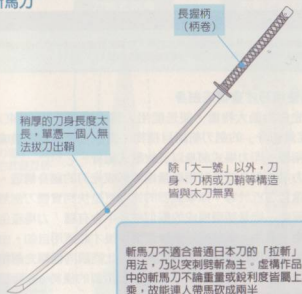 斬馬刀
長握柄
(柄卷)
稍厚的刀身長度太
長,單憑一個人無
法拔刀出鞘
除「大一號」以外,刀
身、刀柄或刀鞘等構造
皆與太刀無異
斬馬刀不適合普通日本刀的「拉斬」
用法,乃以突刺劈斬為主。虛構作品
中的斬馬刀不論重量或銳利度皆屬上
乘,故能連人帶馬砍成兩半